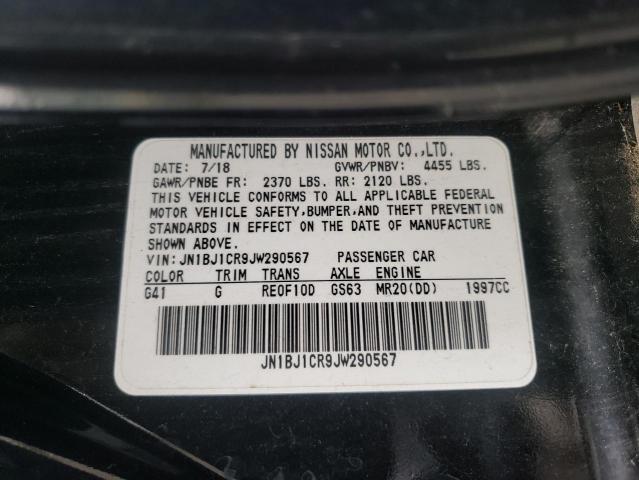 MANUFACTURED BY NISSAN MOTOR CO.,LTD.
DATE: 7/18 GVWR/PNBV: 4455 LBS.
GAWR/PNBE FR: 2370 LBS. RR: 2120 LBS.
THIS VEHICLE CONFORMS TO ALL APPLICABLE FEDERAL
MOTOR VEHICLE SAFETY,BUMPER,AND THEFT PREVENTION
STANDARDS IN EFFECT ON THE DATE OF MANUFACTURE
SHOWN ABOVE.
VIN: JN1BJ1CR9JW290567 PASSENGER CAR
COLOR TRIM TRANS AXLE ENGINE
G41 G RE0F10D GS63 MR20(DD) 1997CC
JN1BJ1CR9JW290567